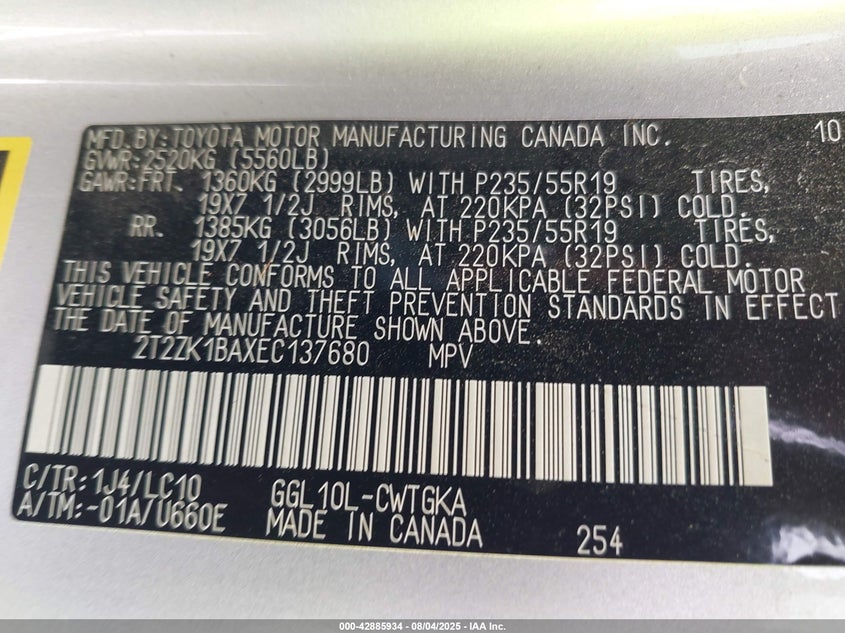 MFD. BY: TOYOTA MOTOR MANUFACTURING CANADA INC. 10
GVWR: 2520KG (5560LB)
GAWR: FRT. 1360KG (2999LB) WITH P235/55R19 TIRES,
19X7 1/2J RIMS, AT 220KPA (32PSI) COLD.
RR. 1385KG (3056LB) WITH P235/55R19 TIRES,
19X7 1/2J RIMS, AT 220KPA (32PSI) COLD.
THIS VEHICLE CONFORMS TO ALL APPLICABLE FEDERAL MOTOR
VEHICLE SAFETY AND THEFT PREVENTION STANDARDS IN EFFECT
THE DATE OF MANUFACTURE SHOWN ABOVE.
2T2ZK1BAXEC137680 MPV
C/TR: 1J4/LC10 GGL10L-CWTGKA
A/TM: -01A/U660E MADE IN CANADA 254
000-42885934 - 08/04/2025 - IAA Inc.